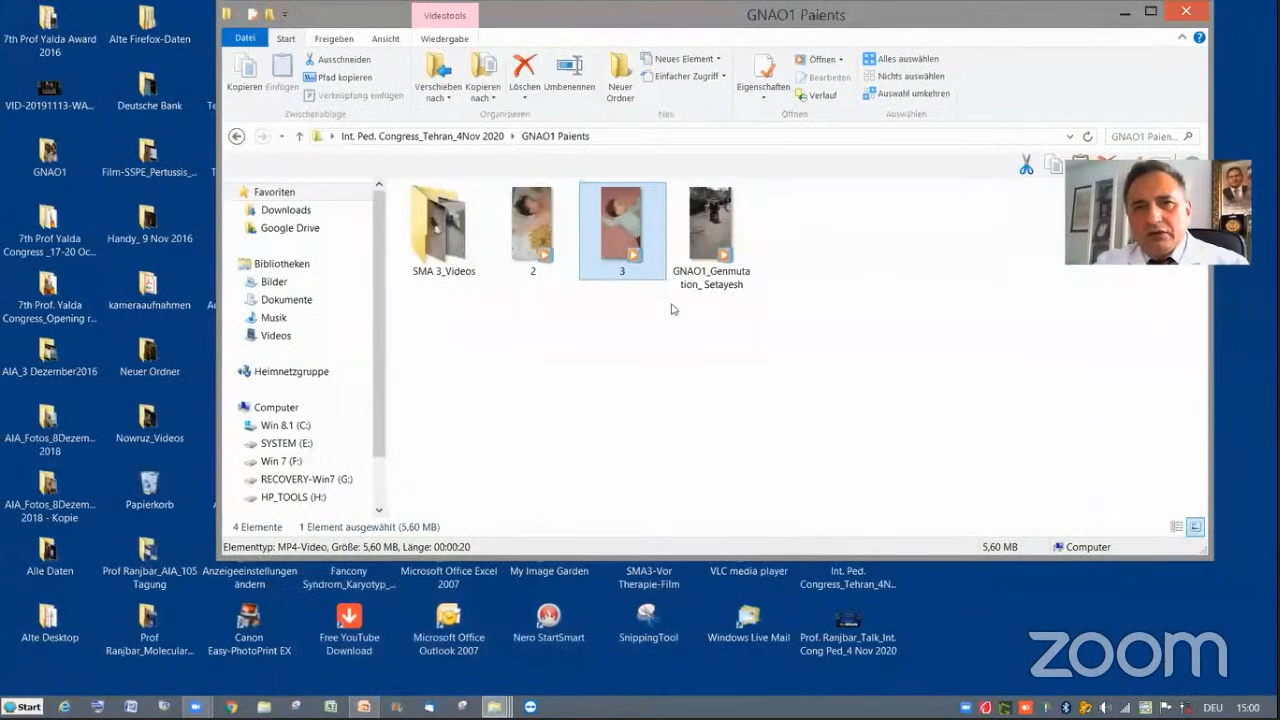 GNAO1 Paients
Videotools
Datei
Start
Freigeben
Ansicht
Wiedergabe
Kopieren
Einfügen
Ausschneiden
Pfad kopieren
Verknüpfung einfügen
Zwischenablage
Verschieben
nach
Kopieren
nach
Löschen
Umbenennen
Organisieren
Neuer
Ordner
Neues Element
Einfacher Zugriff
Neu
Eigenschaften
Öffnen
Bearbeiten
Verlauf
Öffnen
Alles auswählen
Nichts auswählen
Auswahl umkehren
Auswählen
Int. Ped. Congress_Tehran_4Nov 2020
GNAO1 Paients
GNAO1 Paien...
Favoriten
Downloads
Google Drive
Bibliotheken
Bilder
Dokumente
Musik
Videos
Heimnetzgruppe
Computer
Win 8.1 (C:)
SYSTEM (E:)
Win 7 (F:)
RECOVERY-Win7 (G:)
HP_TOOLS (H:)
SMA 3_Videos
2
3
GNAO1_Genmuta
tion_ Setayesh
4 Elemente
1 Element ausgewählt (5,60 MB)
Elementtyp: MP4-Video, Größe: 5,60 MB, Länge: 00:00:20
5,60 MB
Computer
7th Prof Yalda Award
2016
Alte Firefox-Daten
VID-20191113-WA...
Deutsche Bank
GNAO1
Film-SSPE_Pertussis_...
7th Prof Yalda
Congress _17-20 Oc...
Handy_ 9 Nov 2016
7th Prof. Yalda
Congress_Opening r...
kameraaufnahmen
AIA_3 Dezember2016
Neuer Ordner
AIA_Fotos_8Dezem...
2018
Nowruz_Videos
AIA_Fotos_8Dezem...
2018 - Kopie
Papierkorb
Alle Daten
Prof Ranjbar_AIA_105
Tagung
Anzeigeeinstellungen
ändern
Fancony
Syndrom_Karyotyp_...
Microsoft Office Excel
2007
My Image Garden
SMA3-Vor
Therapie-Film
VLC media player
Int. Ped.
Congress_Tehran_4N...
Alte Desktop
Prof
Ranjbar_Molecular...
Canon
Easy-PhotoPrint EX
Free YouTube
Download
Microsoft Office
Outlook 2007
Nero StartSmart
SnippingTool
Windows Live Mail
Prof. Ranjbar_Talk_Int.
Cong Ped_4 Nov 2020
zoom
Start
DEU
15:00